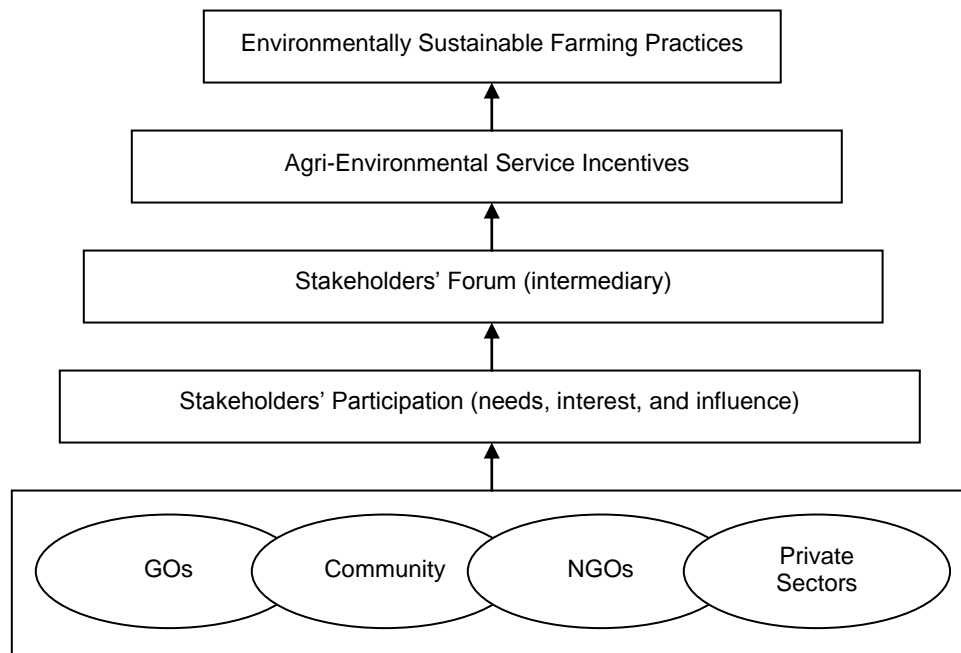 Environmentally Sustainable Farming Practices
Agri-Environmental Service Incentives
Stakeholders’ Forum (intermediary)
Stakeholders’ Participation (needs, interest, and influence)
GOs
Community
NGOs
Private
Sectors